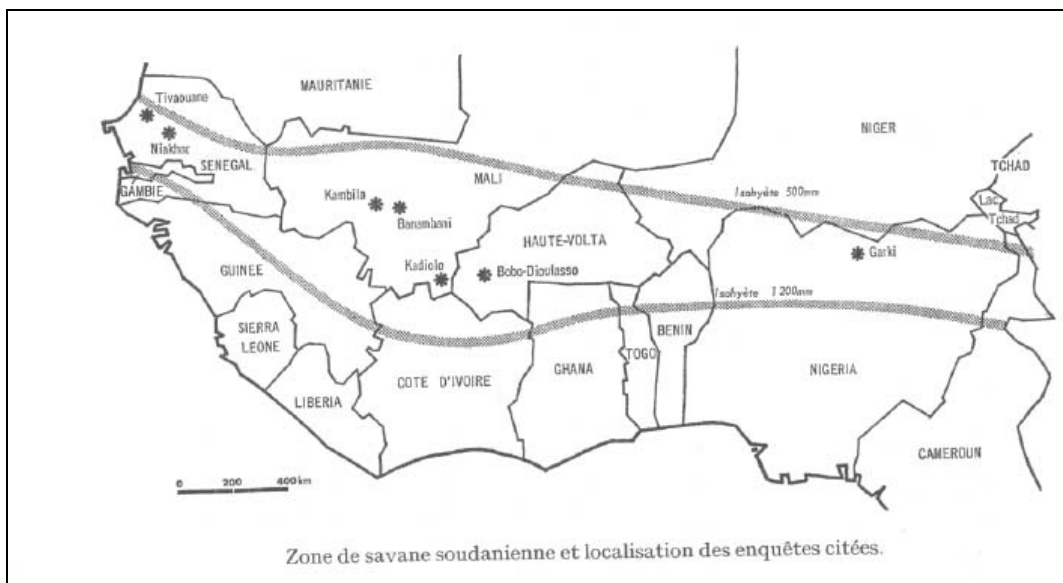 MAURITANIE
Tivaouane
NIGER
Niakhar
TCHAD
SENEGAL
MALI
Isohyète 500mm
Lac
Tchad
GAMBIE
Kambila
Banambani
HAUTE-VOLTA
Garki
Kadiolo
Bobo-Dioulasso
GUINEE
Isohyète 1 200mm
SIERRA
LEONE
BENIN
TOGO
COTE D'IVOIRE
GHANA
NIGERIA
LIBERIA
CAMEROUN
0 200 400 km
Zone de savane soudanienne et localisation des enquêtes citées.